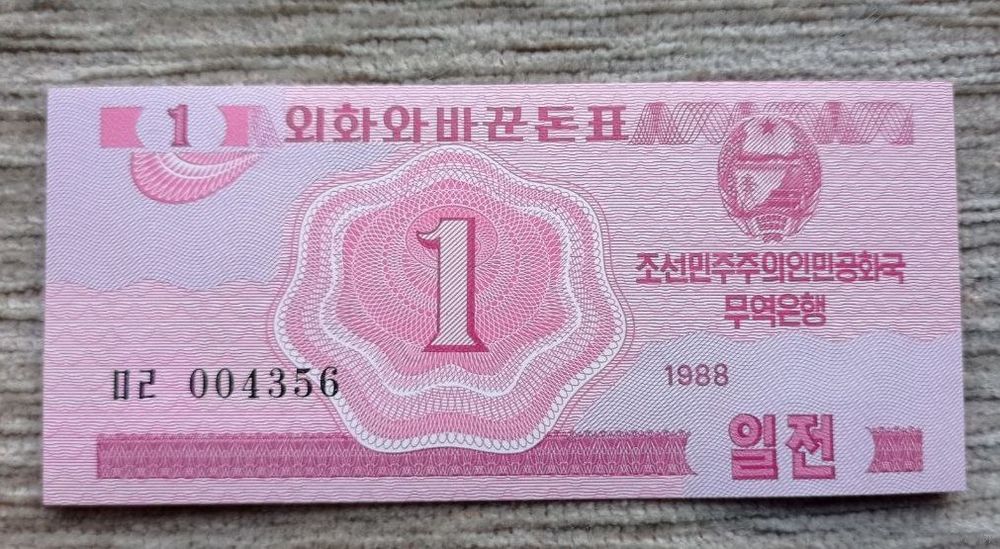 1
외화와바꾼돈표
1
조선민주주의인민공화국
무역은행
ㅁㄹ 004356
1988
일전